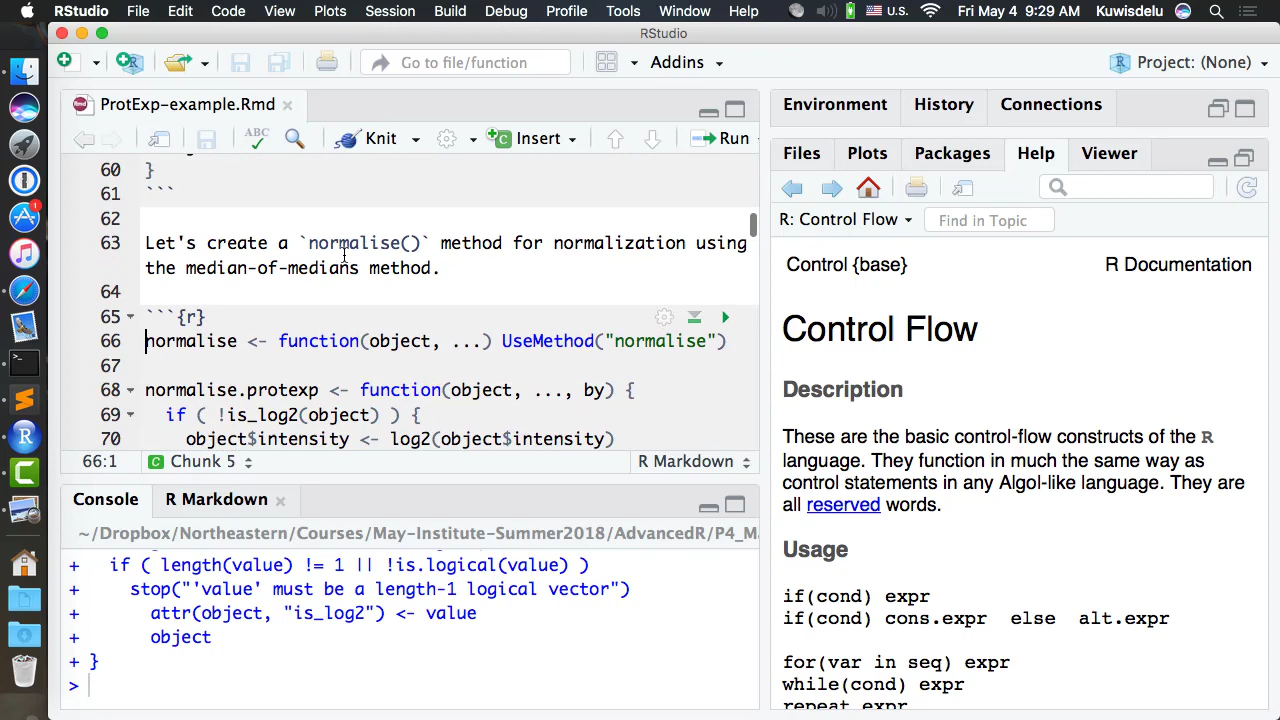 RStudio File Edit Code View Plots Session Build Debug Profile Tools Window Help U.S. Fri May 4 9:29 AM Kuwisdelu
RStudio
Go to file/function Addins Project: (None)
ProtExp-example.Rmd
ABC Knit Insert Run
60 }
61 ```
62
63 Let's create a `normalise()` method for normalization using
the median-of-medians method.
64
65 ```{r}
66 normalise <- function(object, ...) UseMethod("normalise")
67
68 normalise.protexp <- function(object, ..., by) {
69 if ( !is_log2(object) ) {
70 object$intensity <- log2(object$intensity)
66:1 C Chunk 5 R Markdown
Console R Markdown
~/Dropbox/Northeastern/Courses/May-Institute-Summer2018/AdvancedR/P4_M
+ if ( length(value) != 1 || !is.logical(value) )
+ stop("'value' must be a length-1 logical vector")
+ attr(object, "is_log2") <- value
+ object
+ }
>
Environment History Connections
Files Plots Packages Help Viewer
R: Control Flow Find in Topic
Control {base} R Documentation
Control Flow
Description
These are the basic control-flow constructs of the R
language. They function in much the same way as
control statements in any Algol-like language. They are
all reserved words.
Usage
if(cond) expr
if(cond) cons.expr else alt.expr
for(var in seq) expr
while(cond) expr
repeat expr